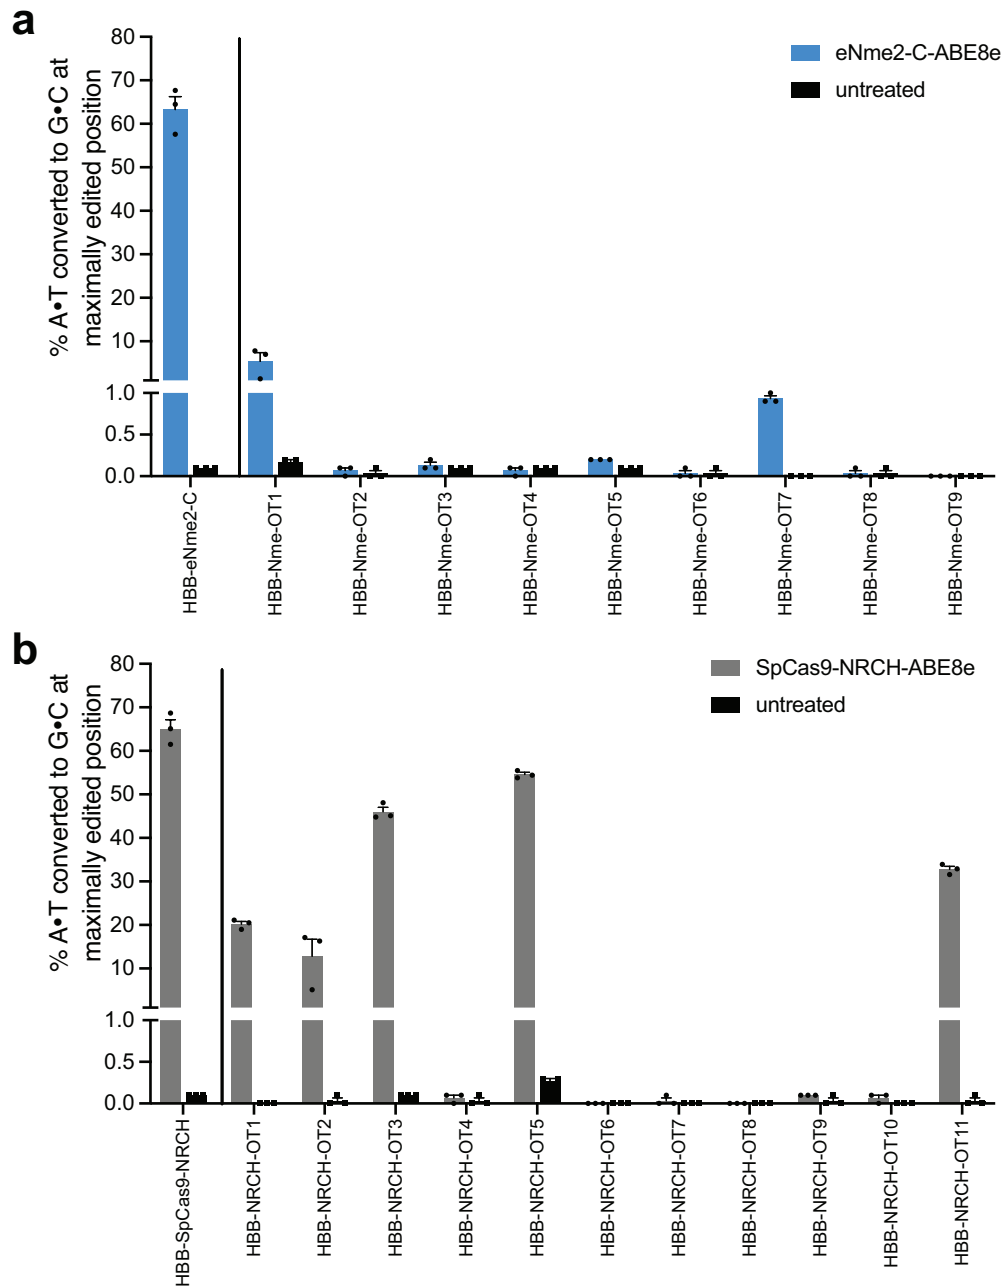 a
% A•T converted to G•C at
maximally edited position
80
70
60
50
40
30
20
10
1.0
0.5
0.0
eNme2-C-ABE8e
untreated
HBB-eNme2-C
HBB-Nme-OT1
HBB-Nme-OT2
HBB-Nme-OT3
HBB-Nme-OT4
HBB-Nme-OT5
HBB-Nme-OT6
HBB-Nme-OT7
HBB-Nme-OT8
HBB-Nme-OT9
b
% A•T converted to G•C at
maximally edited position
80
70
60
50
40
30
20
10
1.0
0.5
0.0
SpCas9-NRCH-ABE8e
untreated
HBB-SpCas9-NRCH
HBB-NRCH-OT1
HBB-NRCH-OT2
HBB-NRCH-OT3
HBB-NRCH-OT4
HBB-NRCH-OT5
HBB-NRCH-OT6
HBB-NRCH-OT7
HBB-NRCH-OT8
HBB-NRCH-OT9
HBB-NRCH-OT10
HBB-NRCH-OT11